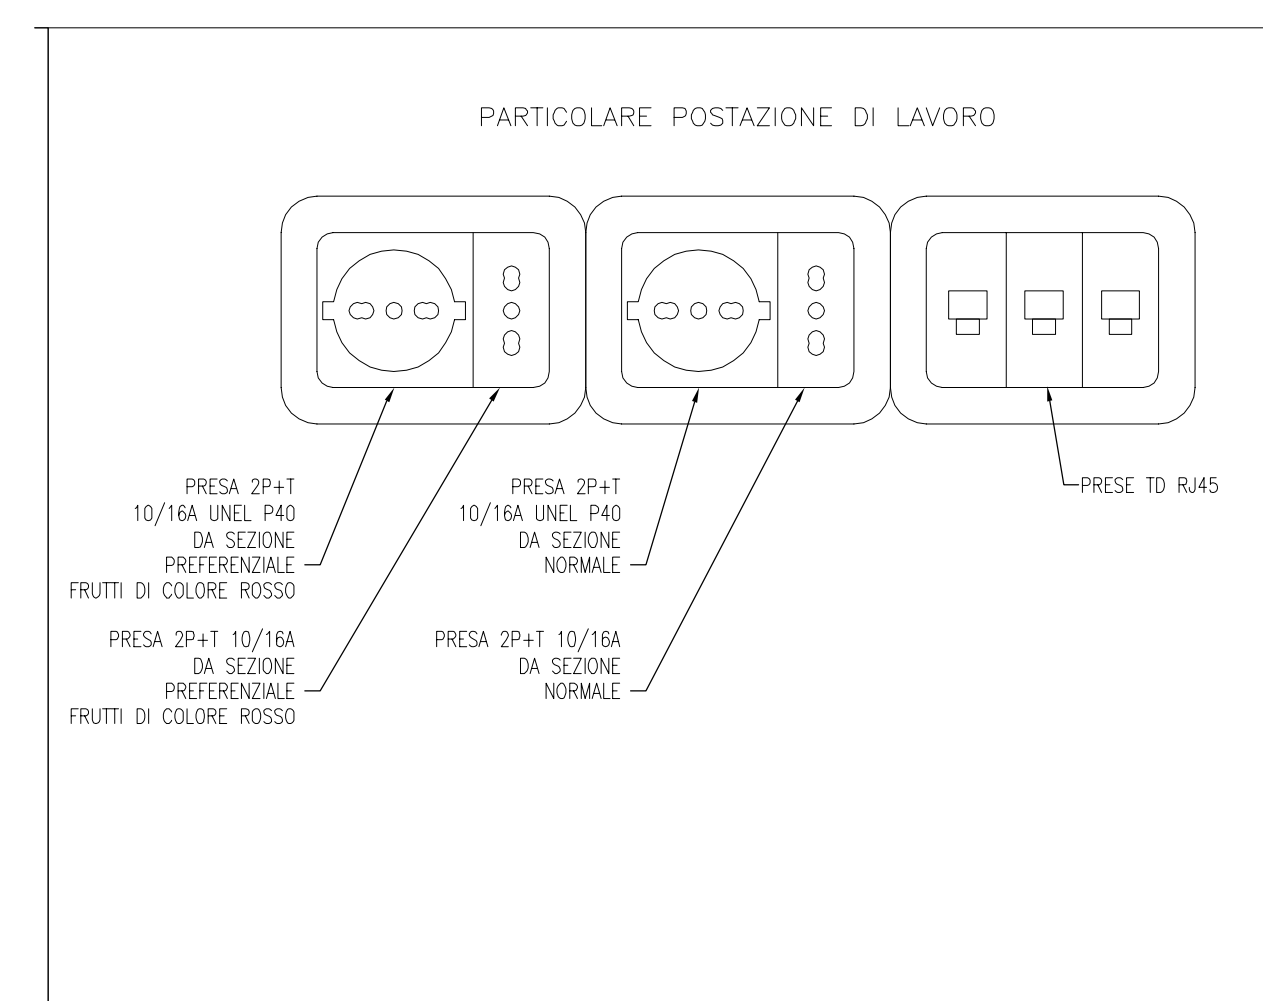 PARTICOLARE POSTAZIONE DI LAVORO
PRESA 2P+T
10/16A UNEL P40
DA SEZIONE
PREFERENZIALE
FRUTTI DI COLORE ROSSO
PRESA 2P+T 10/16A
DA SEZIONE
PREFERENZIALE
FRUTTI DI COLORE ROSSO
PRESA 2P+T
10/16A UNEL P40
DA SEZIONE
NORMALE
PRESA 2P+T 10/16A
DA SEZIONE
NORMALE
PRESE TD RJ45